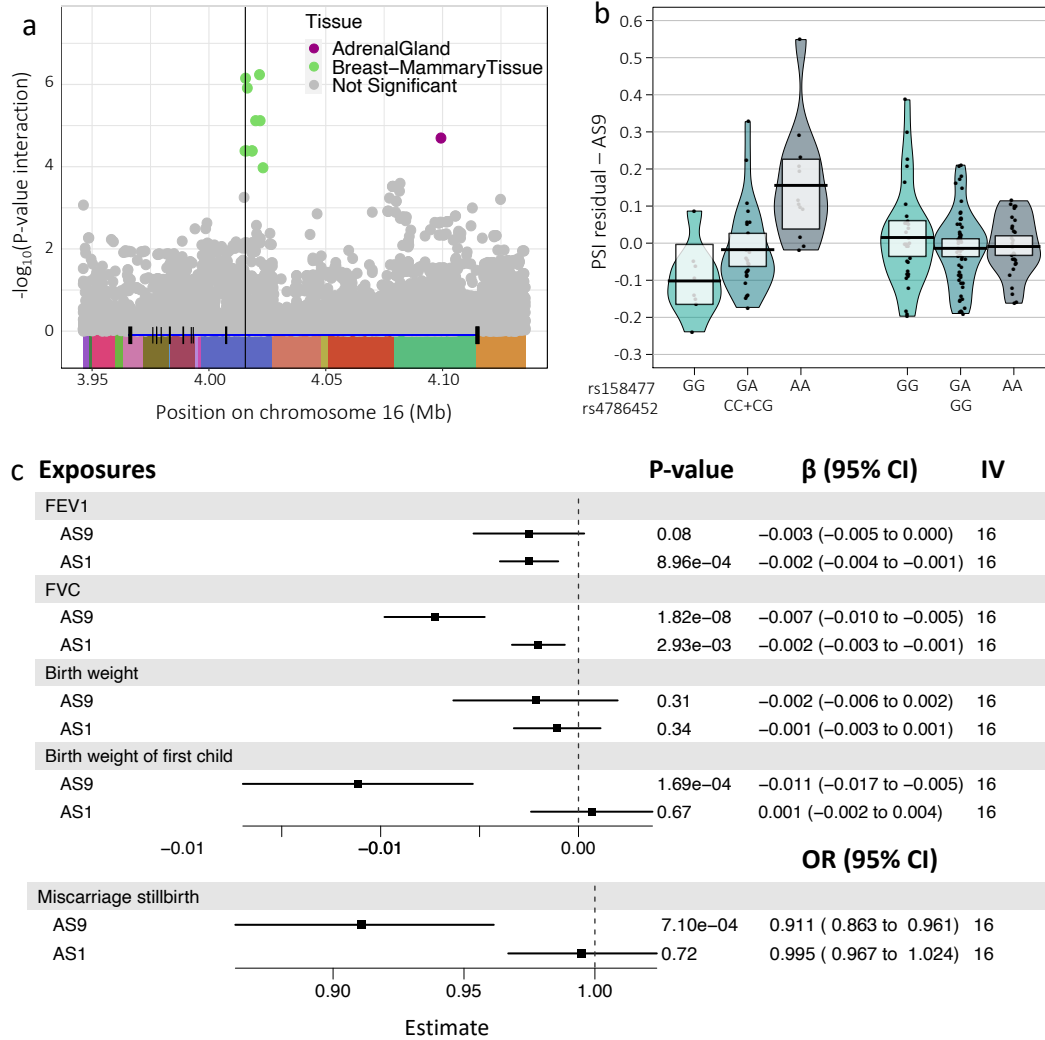 a
Tissue
AdrenalGland
Breast−MammaryTissue
Not Significant
-log10(P-value interaction)
6
4
2
0
3.95 4.00 4.05 4.10
Position on chromosome 16 (Mb)
b
PSI residual – AS9
0.6
0.5
0.4
0.3
0.2
0.1
0.0
-0.1
-0.2
-0.3
rs158477 GG GA AA GG GA AA
rs4786452 CC+CG GG
c Exposures P-value β (95% CI) IV
FEV1
AS9 0.08 −0.003 (−0.005 to 0.000) 16
AS1 8.96e−04 −0.002 (−0.004 to −0.001) 16
FVC
AS9 1.82e−08 −0.007 (−0.010 to −0.005) 16
AS1 2.93e−03 −0.002 (−0.003 to −0.001) 16
Birth weight
AS9 0.31 −0.002 (−0.006 to 0.002) 16
AS1 0.34 −0.001 (−0.003 to 0.001) 16
Birth weight of first child
AS9 1.69e−04 −0.011 (−0.017 to −0.005) 16
AS1 0.67 0.001 (−0.002 to 0.004) 16
−0.01 −0.01 0.00
OR (95% CI)
Miscarriage stillbirth
AS9 7.10e−04 0.911 ( 0.863 to 0.961) 16
AS1 0.72 0.995 ( 0.967 to 1.024) 16
0.90 0.95 1.00
Estimate